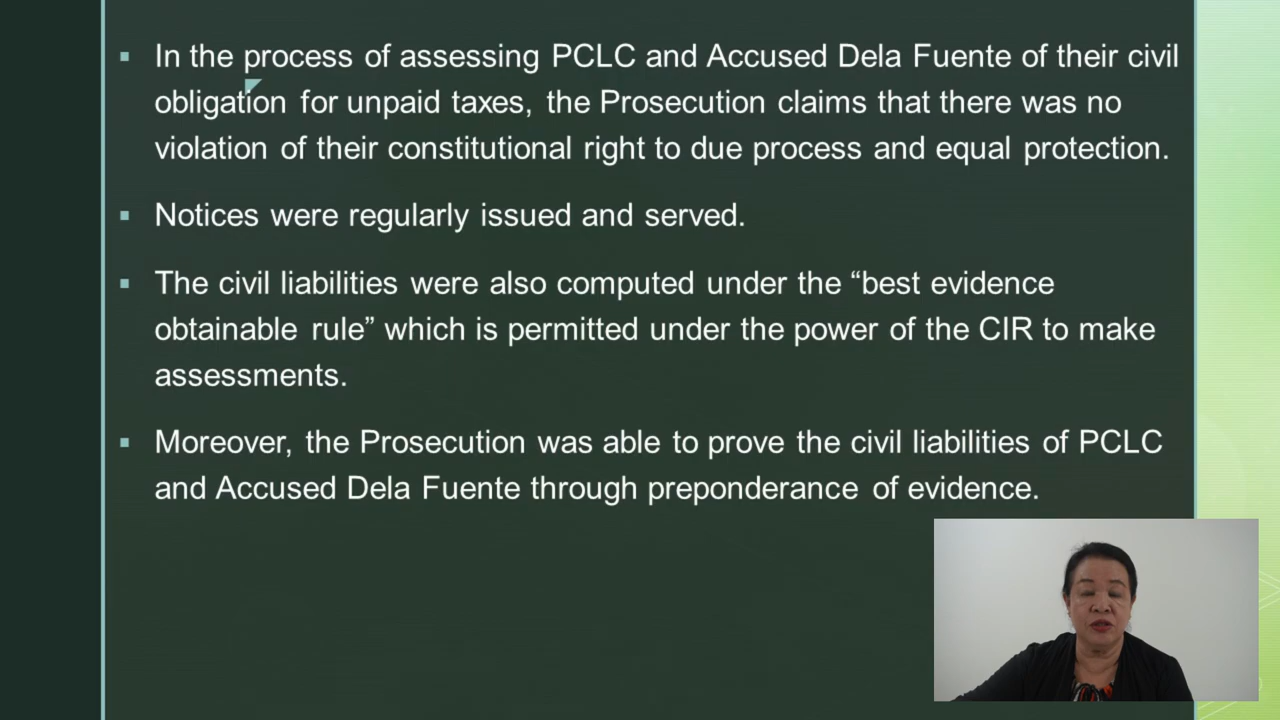 In the process of assessing PCLC and Accused Dela Fuente of their civil
obligation for unpaid taxes, the Prosecution claims that there was no
violation of their constitutional right to due process and equal protection.
Notices were regularly issued and served.
The civil liabilities were also computed under the “best evidence
obtainable rule” which is permitted under the power of the CIR to make
assessments.
Moreover, the Prosecution was able to prove the civil liabilities of PCLC
and Accused Dela Fuente through preponderance of evidence.